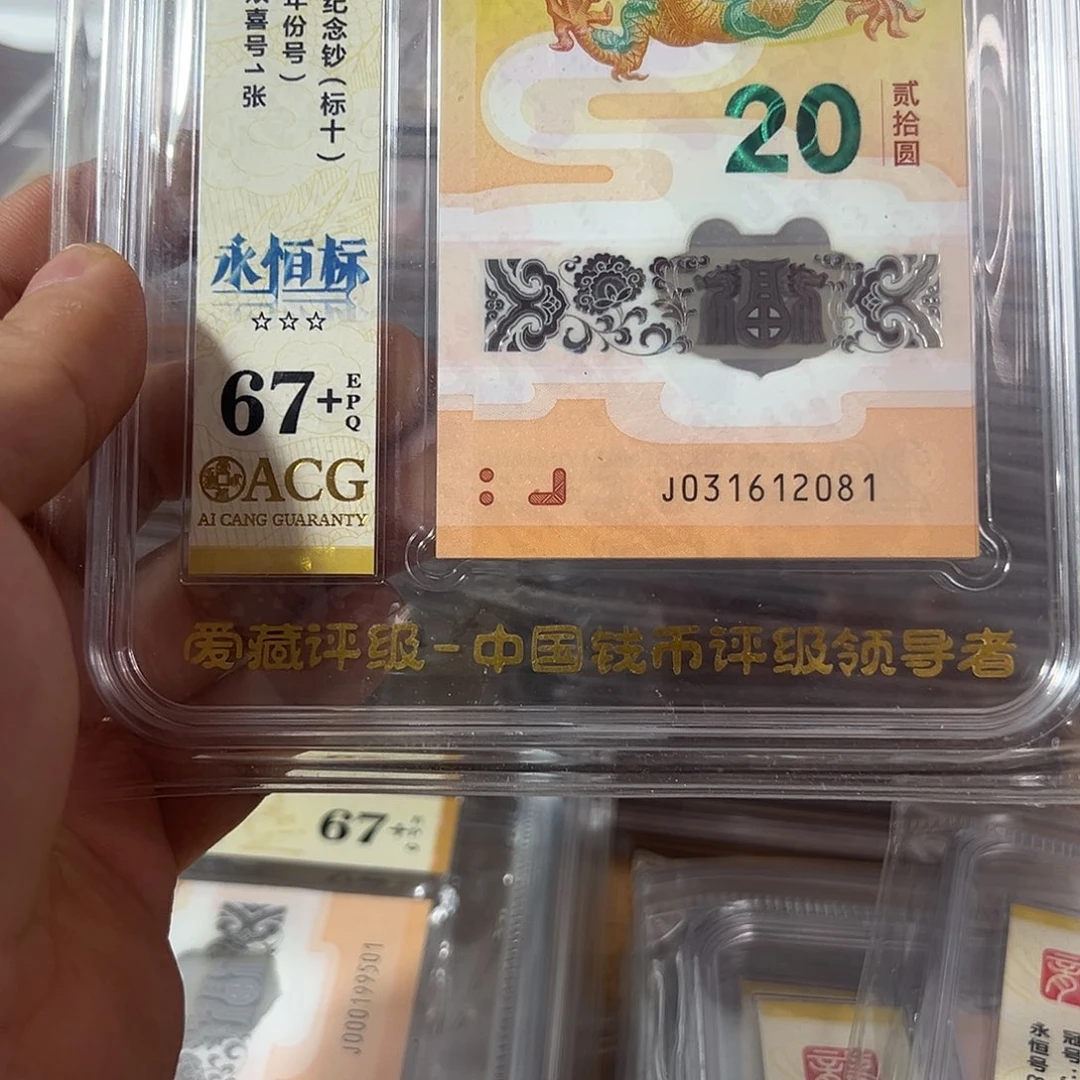 纪念钞(标十)
年份号)
喜号1张
永恒标
☆☆☆
67+EPQ
ACG
AI CANG GUARANTY
20
贰拾圆
J031612081
爱藏评级-中国钱币评级领导者
67
J000199501
永恒号
冠号: